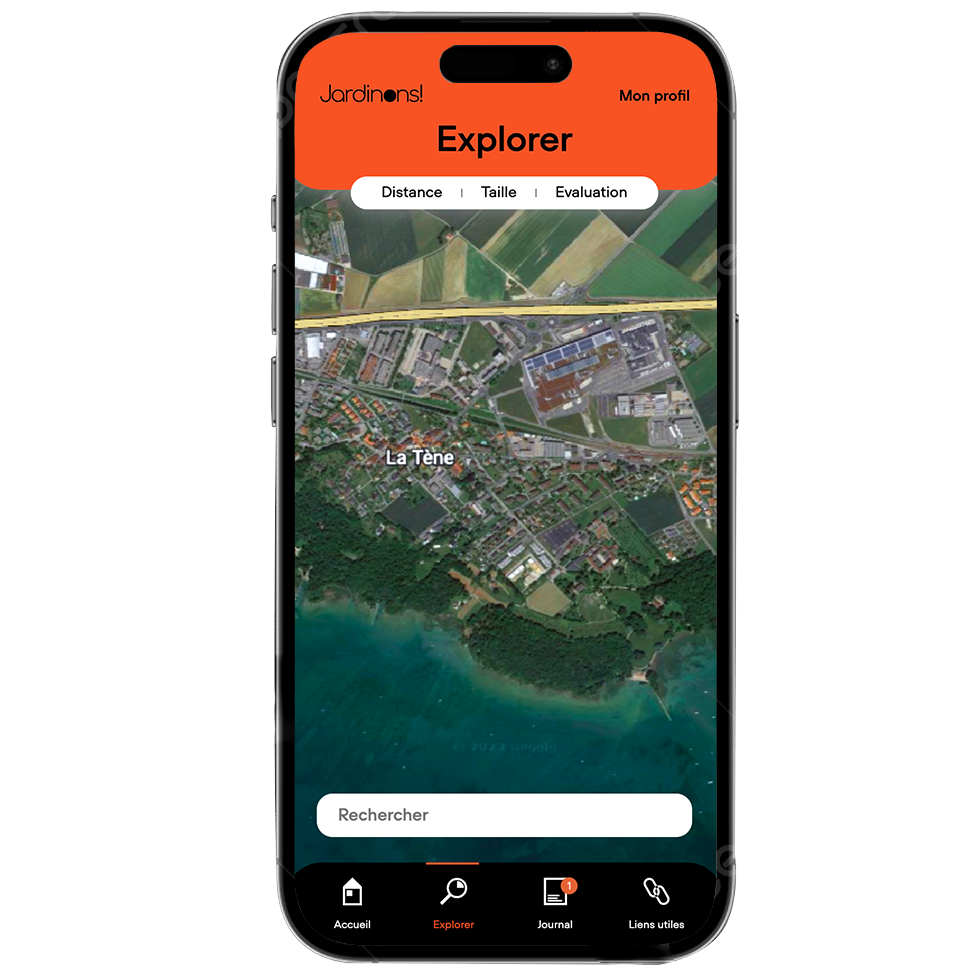 Jardinons!
Mon profil
Explorer
Distance | Taille | Evaluation
La Tène
© 2023 Google
Rechercher
1
Accueil
Explorer
Journal
Liens utiles